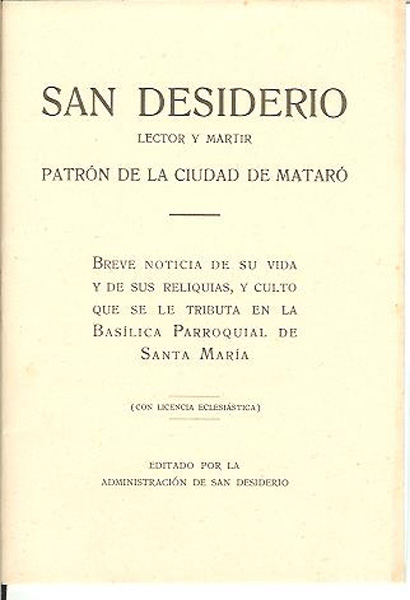 SAN DESIDERIO
LECTOR Y MARTIR
PATRÓN DE LA CIUDAD DE MATARÓ
BREVE NOTICIA DE SU VIDA
Y DE SUS RELIQUIAS, Y CULTO
QUE SE LE TRIBUTA EN LA
BASÍLICA PARROQUIAL DE
SANTA MARÍA
(CON LICENCIA ECLESIÁSTICA)
EDITADO POR LA
ADMINISTRACIÓN DE SAN DESIDERIO